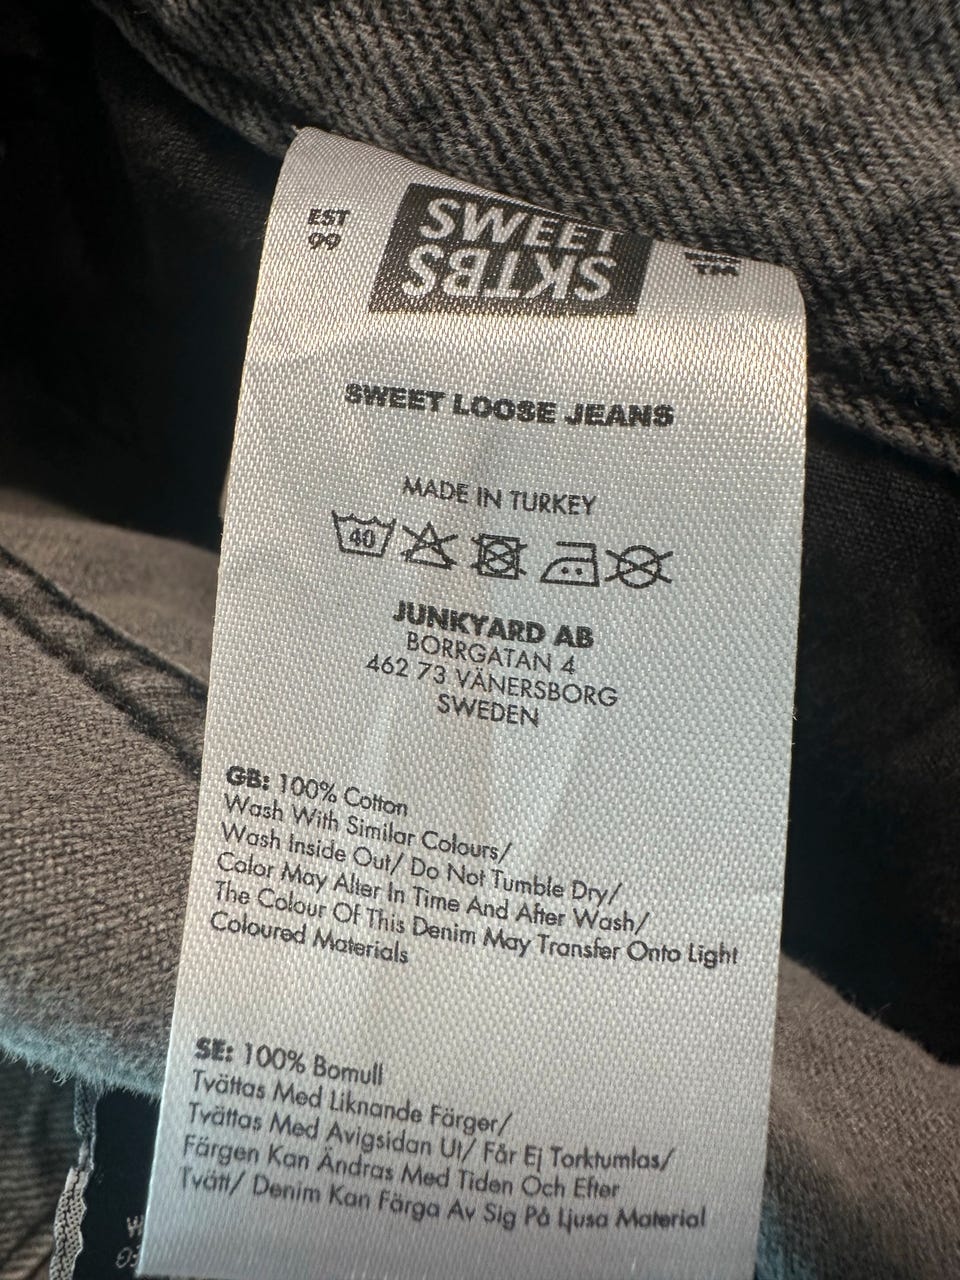 EST
99
SWEET
SKTBS
SWEET LOOSE JEANS
MADE IN TURKEY
40
JUNKYARD AB
BORRGATAN 4
462 73 VÄNERSBORG
SWEDEN
GB: 100% Cotton
Wash With Similar Colours/
Wash Inside Out/ Do Not Tumble Dry/
Color May Alter In Time And After Wash/
The Colour Of This Denim May Transfer Onto Light
Coloured Materials
SE: 100% Bomull
Tvättas Med Liknande Färger/
Tvättas Med Avigsidan Ut/ Får Ej Torktumlas/
Färgen Kan Ändras Med Tiden Och Efter
Tvätt/ Denim Kan Färga Av Sig På Ljusa Material